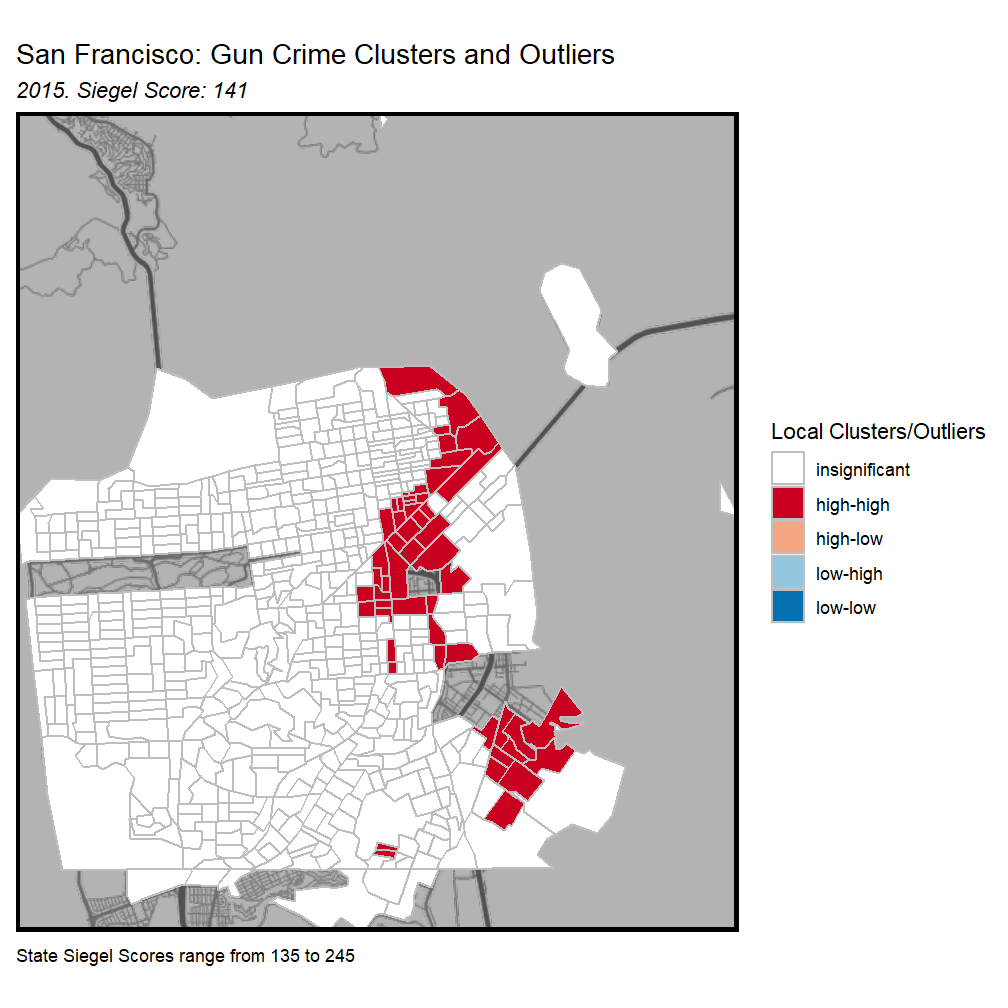 San Francisco: Gun Crime Clusters and Outliers
2015. Siegel Score: 141
Local Clusters/Outliers
insignificant
high-high
high-low
low-high
low-low
State Siegel Scores range from 135 to 245